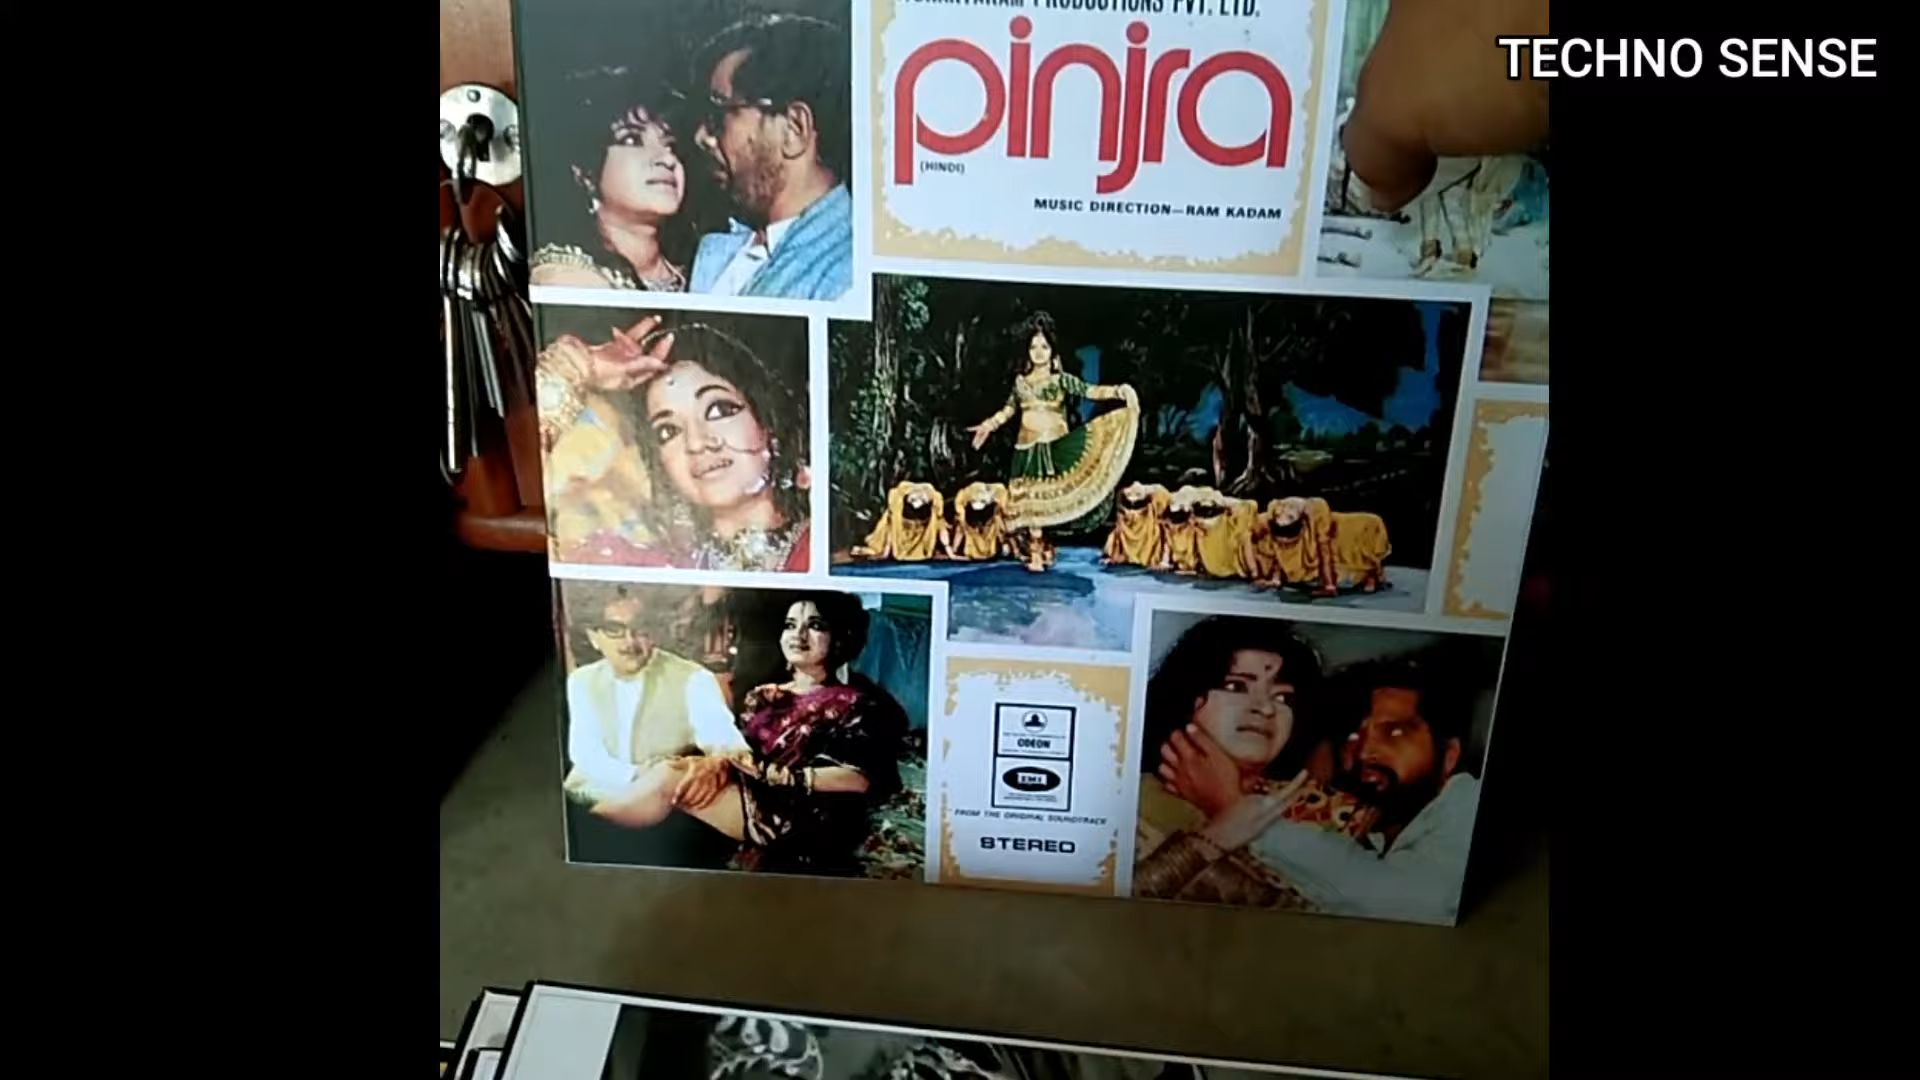 PRODUCTIONS PVT. LTD.
TECHNO SENSE
pinjra
(HINDI)
MUSIC DIRECTION—RAM KADAM
ODEON
EMI
FROM THE ORIGINAL SOUNDTRACK
STEREO